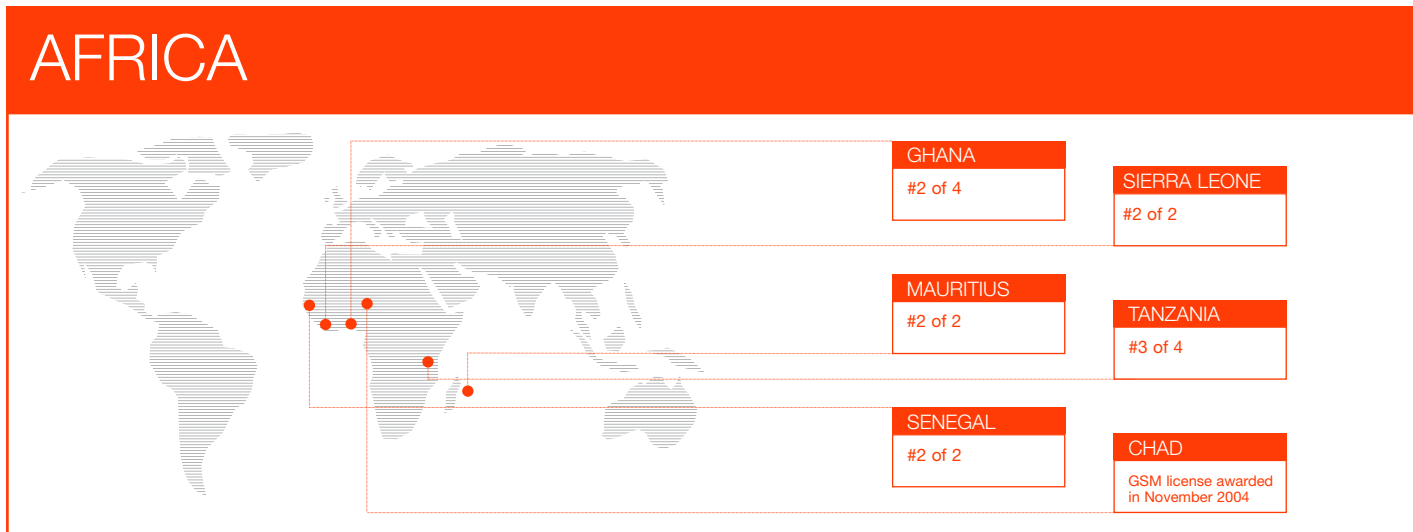 AFRICA
GHANA
#2 of 4
SIERRA LEONE
#2 of 2
MAURITIUS
#2 of 2
TANZANIA
#3 of 4
SENEGAL
#2 of 2
CHAD
GSM license awarded
in November 2004